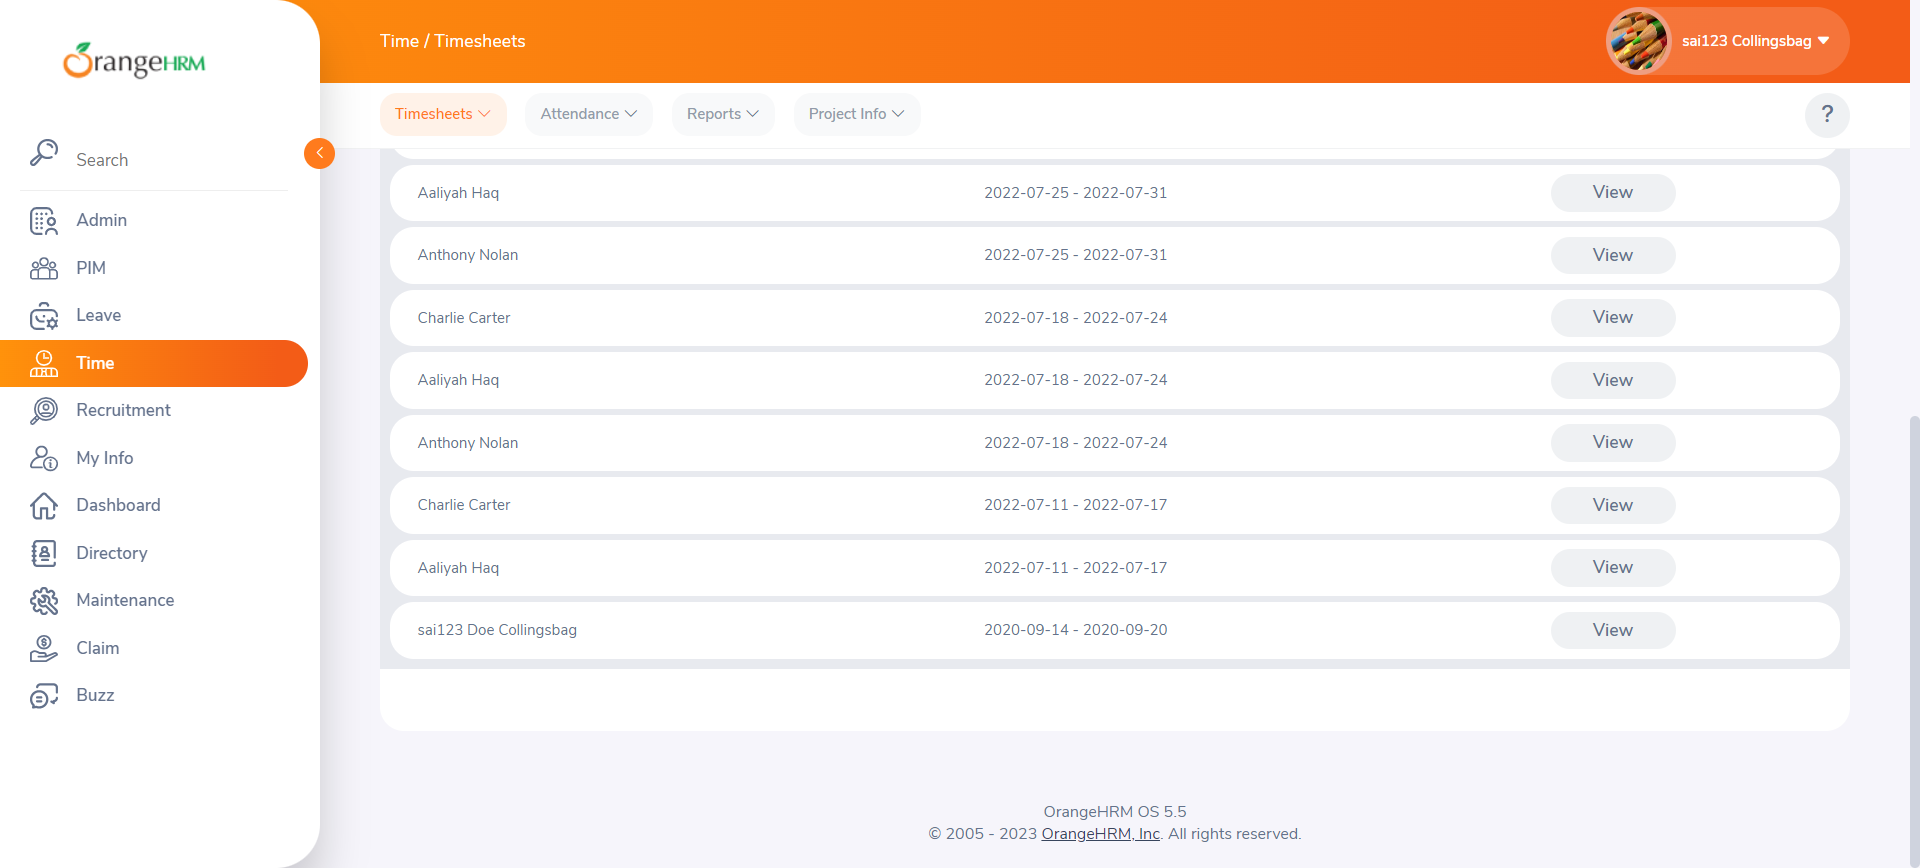 OrangeHRM
Time / Timesheets
sai123 Collingsbag
Timesheets
Attendance
Reports
Project Info
?
Search
Admin
PIM
Leave
Time
Recruitment
My Info
Dashboard
Directory
Maintenance
Claim
Buzz
Aaliyah Haq 2022-07-25 - 2022-07-31 View
Anthony Nolan 2022-07-25 - 2022-07-31 View
Charlie Carter 2022-07-18 - 2022-07-24 View
Aaliyah Haq 2022-07-18 - 2022-07-24 View
Anthony Nolan 2022-07-18 - 2022-07-24 View
Charlie Carter 2022-07-11 - 2022-07-17 View
Aaliyah Haq 2022-07-11 - 2022-07-17 View
sai123 Doe Collingsbag 2020-09-14 - 2020-09-20 View
OrangeHRM OS 5.5
© 2005 - 2023 OrangeHRM, Inc. All rights reserved.